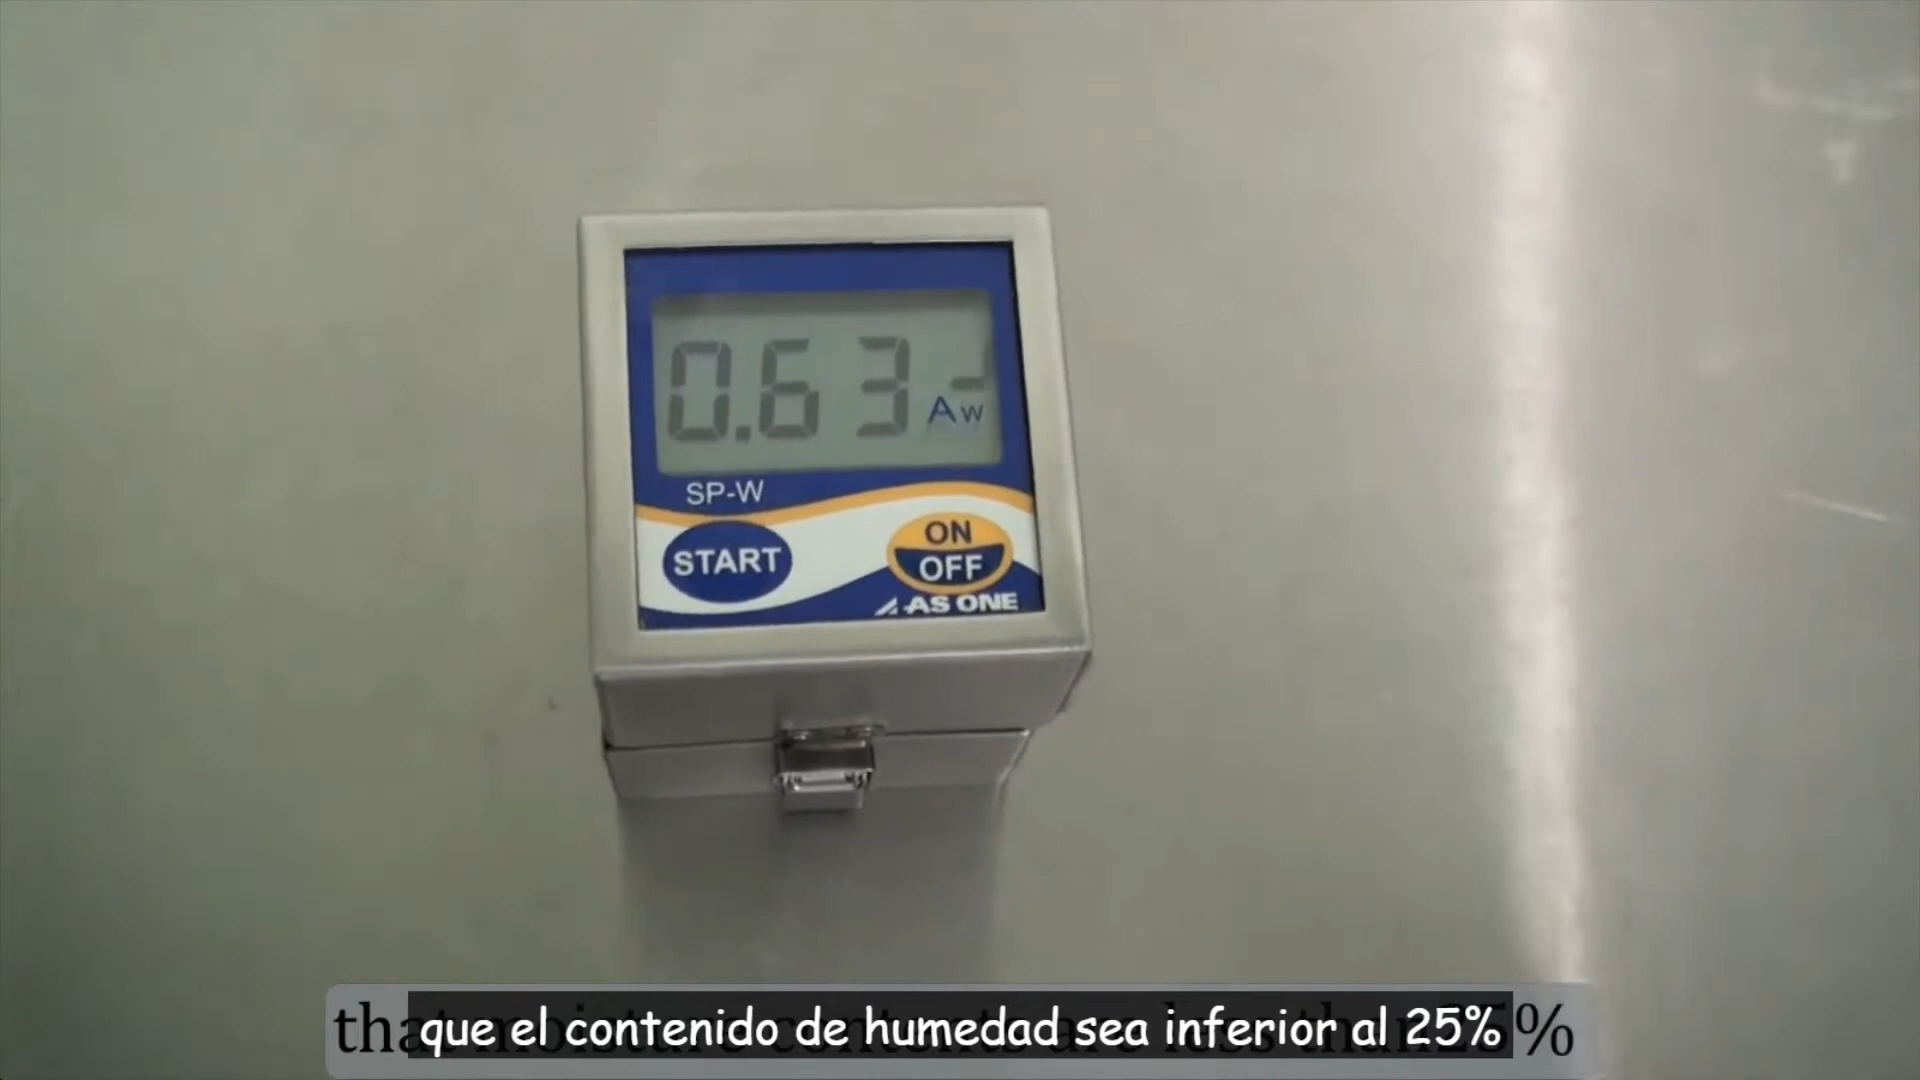 0.63 Aw
SP-W
START
ON
OFF
AS ONE
que el contenido de humedad sea inferior al 25%